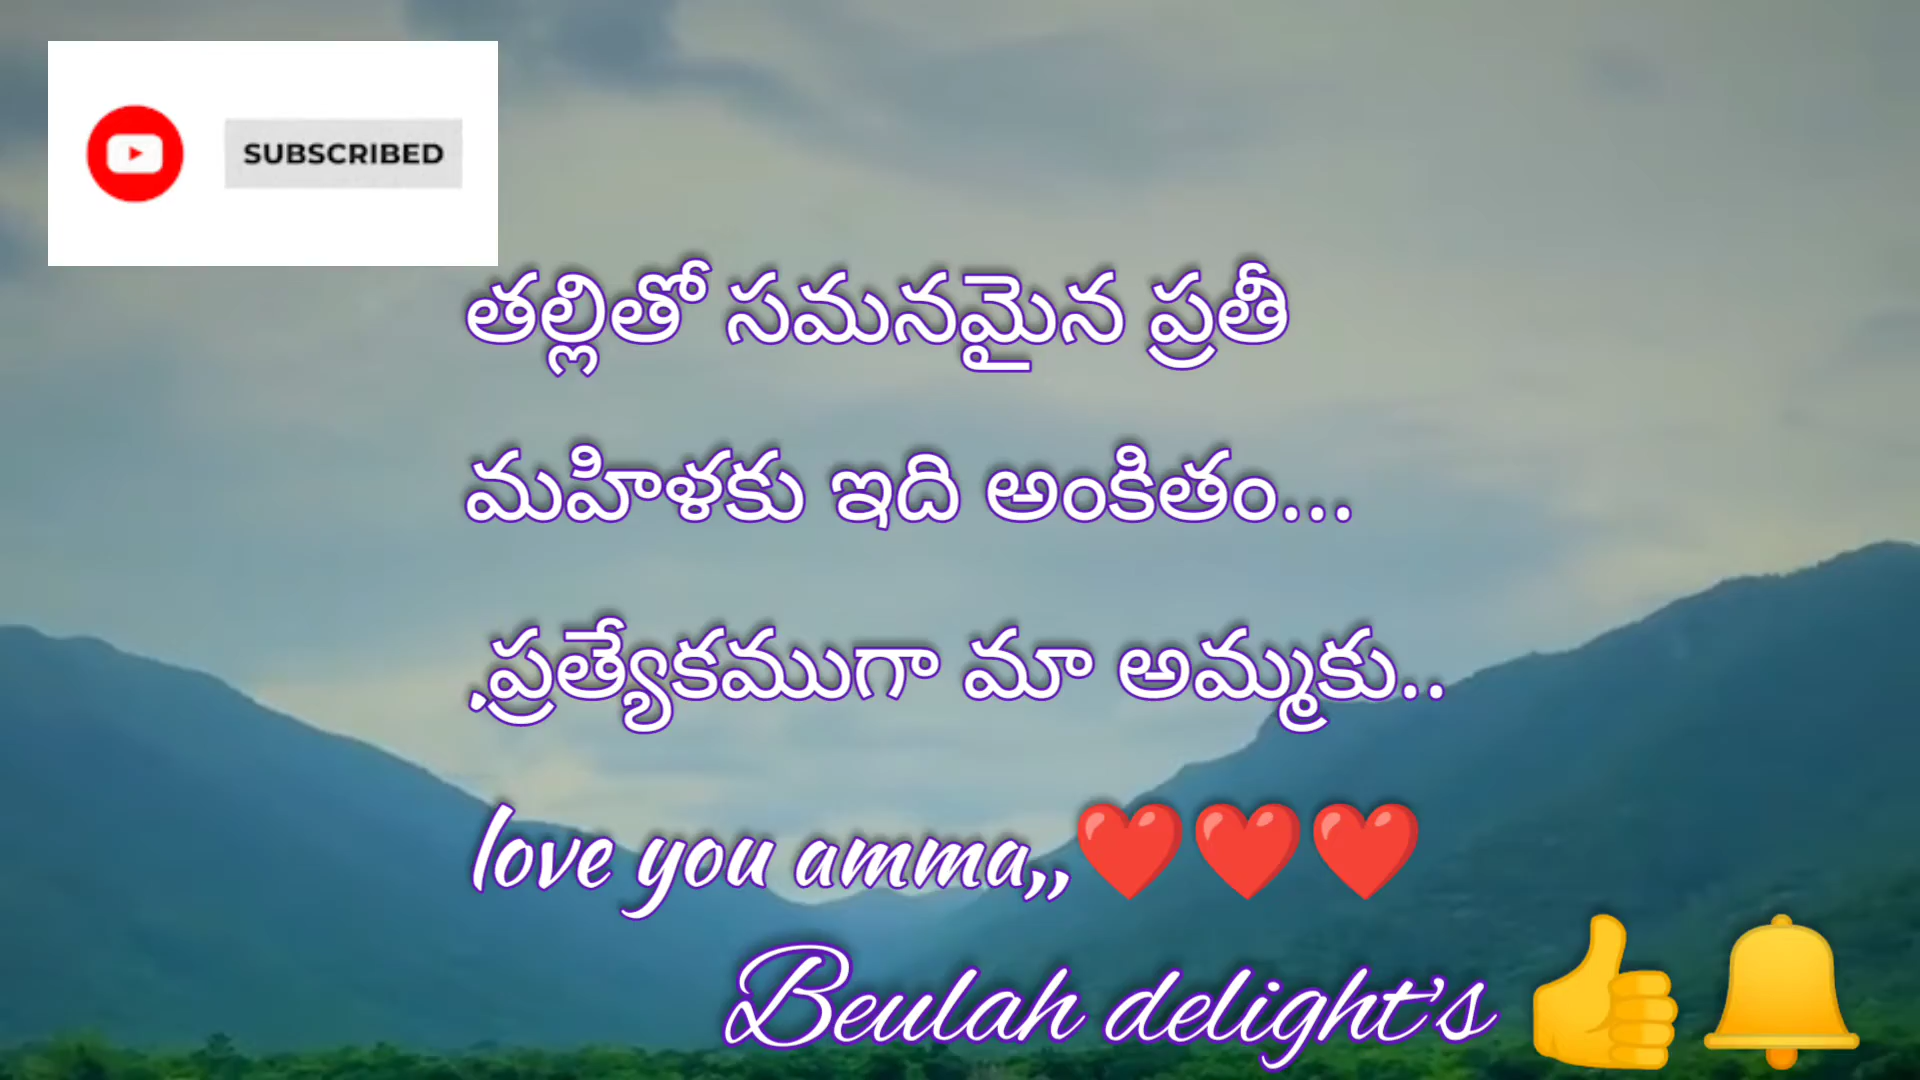 SUBSCRIBED
తల్లితో సమనమైన ప్రతీ
మహిళకు ఇది అంకితం...
,ప్రత్యేకముగా మా అమ్మకు..
love you amma,,❤️❤️❤️
Beulah delight's 👍🔔